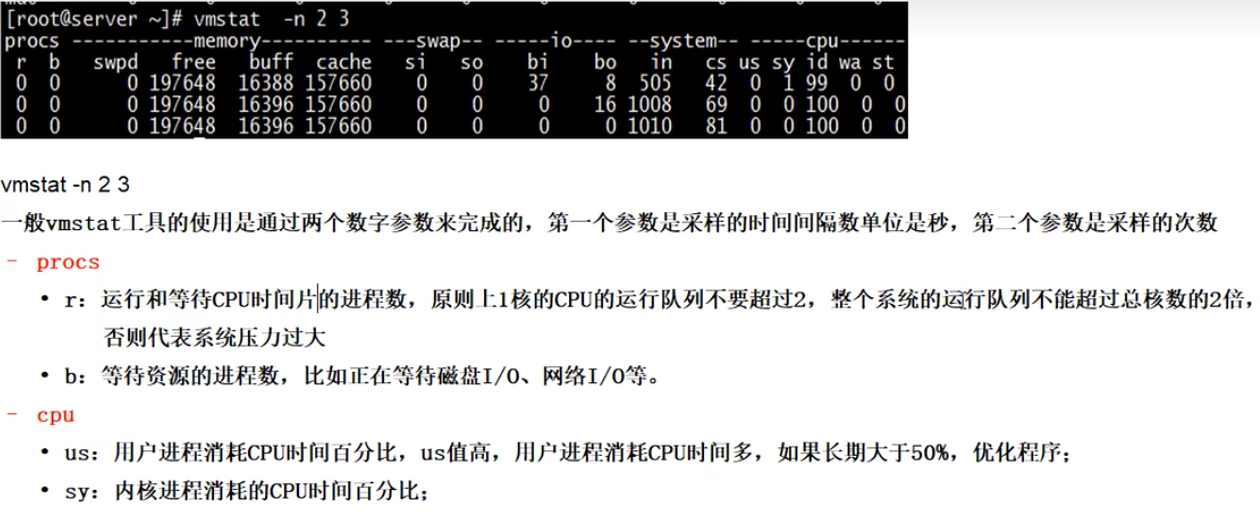 [root@server ~]# vmstat -n 2 3
procs -----------memory---------- ---swap-- -----io---- --system-- -----cpu------
r b swpd free buff cache si so bi bo in cs us sy id wa st
0 0 0 197648 16388 157660 0 0 37 8 505 42 0 1 99 0 0
0 0 0 197648 16396 157660 0 0 0 16 1008 69 0 0 100 0 0
0 0 0 197648 16396 157660 0 0 0 0 1010 81 0 0 100 0 0
vmstat -n 2 3
一般vmstat工具的使用是通过两个数字参数来完成的，第一个参数是采样的时间间隔数单位是秒，第二个参数是采样的次数
- procs
• r：运行和等待CPU时间片的进程数，原则上1核的CPU的运行队列不要超过2，整个系统的运行队列不能超过总核数的2倍，
否则代表系统压力过大
• b：等待资源的进程数，比如正在等待磁盘I/O、网络I/O等。
- cpu
• us：用户进程消耗CPU时间百分比，us值高，用户进程消耗CPU时间多，如果长期大于50%，优化程序；
• sy：内核进程消耗的CPU时间百分比；